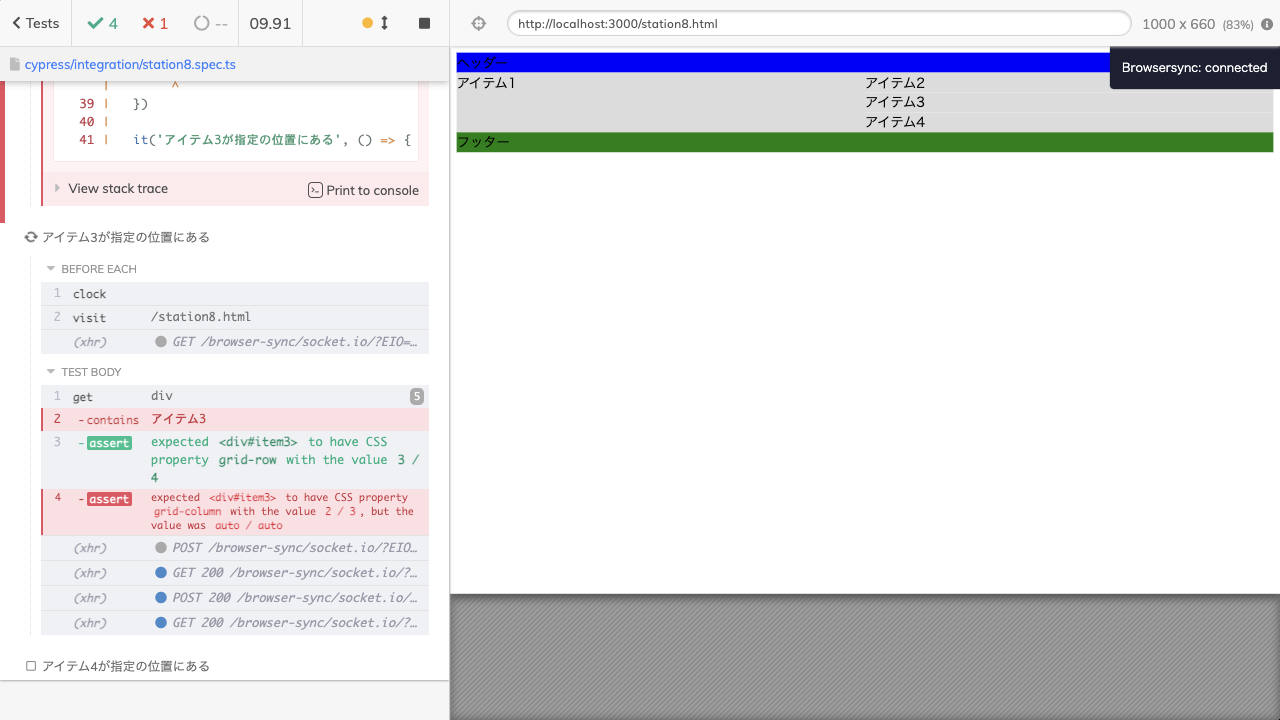 Tests
4
1
--
09.91
http://localhost:3000/station8.html
1000 x 660 (83%)
cypress/integration/station8.spec.ts
| ^
39 | })
40 |
41 | it('アイテム3が指定の位置にある', () => {
View stack trace
Print to console
アイテム3が指定の位置にある
BEFORE EACH
1 clock
2 visit /station8.html
(xhr) GET /browser-sync/socket.io/?EIO=…
TEST BODY
1 get div 5
2 -contains アイテム3
3 -assert expected <div#item3> to have CSS
property grid-row with the value 3 /
4
4 -assert expected <div#item3> to have CSS property
grid-column with the value 2 / 3, but the
value was auto / auto
(xhr) POST /browser-sync/socket.io/?EIO…
(xhr) GET 200 /browser-sync/socket.io/?…
(xhr) POST 200 /browser-sync/socket.io/…
(xhr) GET 200 /browser-sync/socket.io/?…
アイテム4が指定の位置にある
ヘッダー
Browsersync: connected
アイテム1
アイテム2
アイテム3
アイテム4
フッター